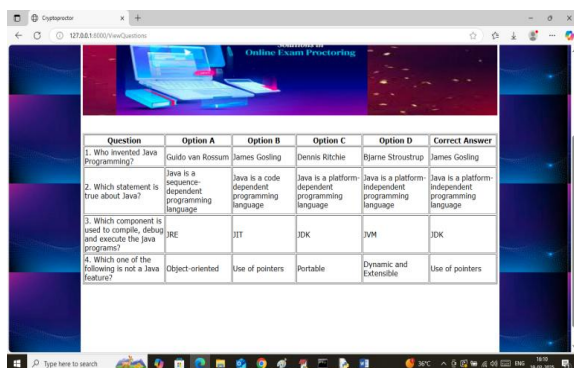 Cryptoprector
127.0.0.1:8000/ViewQuestions
Solutions in
Online Exam Proctoring
Question Option A Option B Option C Option D Correct Answer
1. Who invented Java Programming? Guido van Rossum James Gosling Dennis Ritchie Bjarne Stroustrup James Gosling
2. Which statement is true about Java? Java is a sequence-dependent programming language Java is a code dependent programming language Java is a platform-dependent programming language Java is a platform-independent programming language Java is a platform-independent programming language
3. Which component is used to compile, debug and execute the java programs? JRE JIT JDK JVM JDK
4. Which one of the following is not a Java feature? Object-oriented Use of pointers Portable Dynamic and Extensible Use of pointers
Type here to search
36°C
ENG
16:10